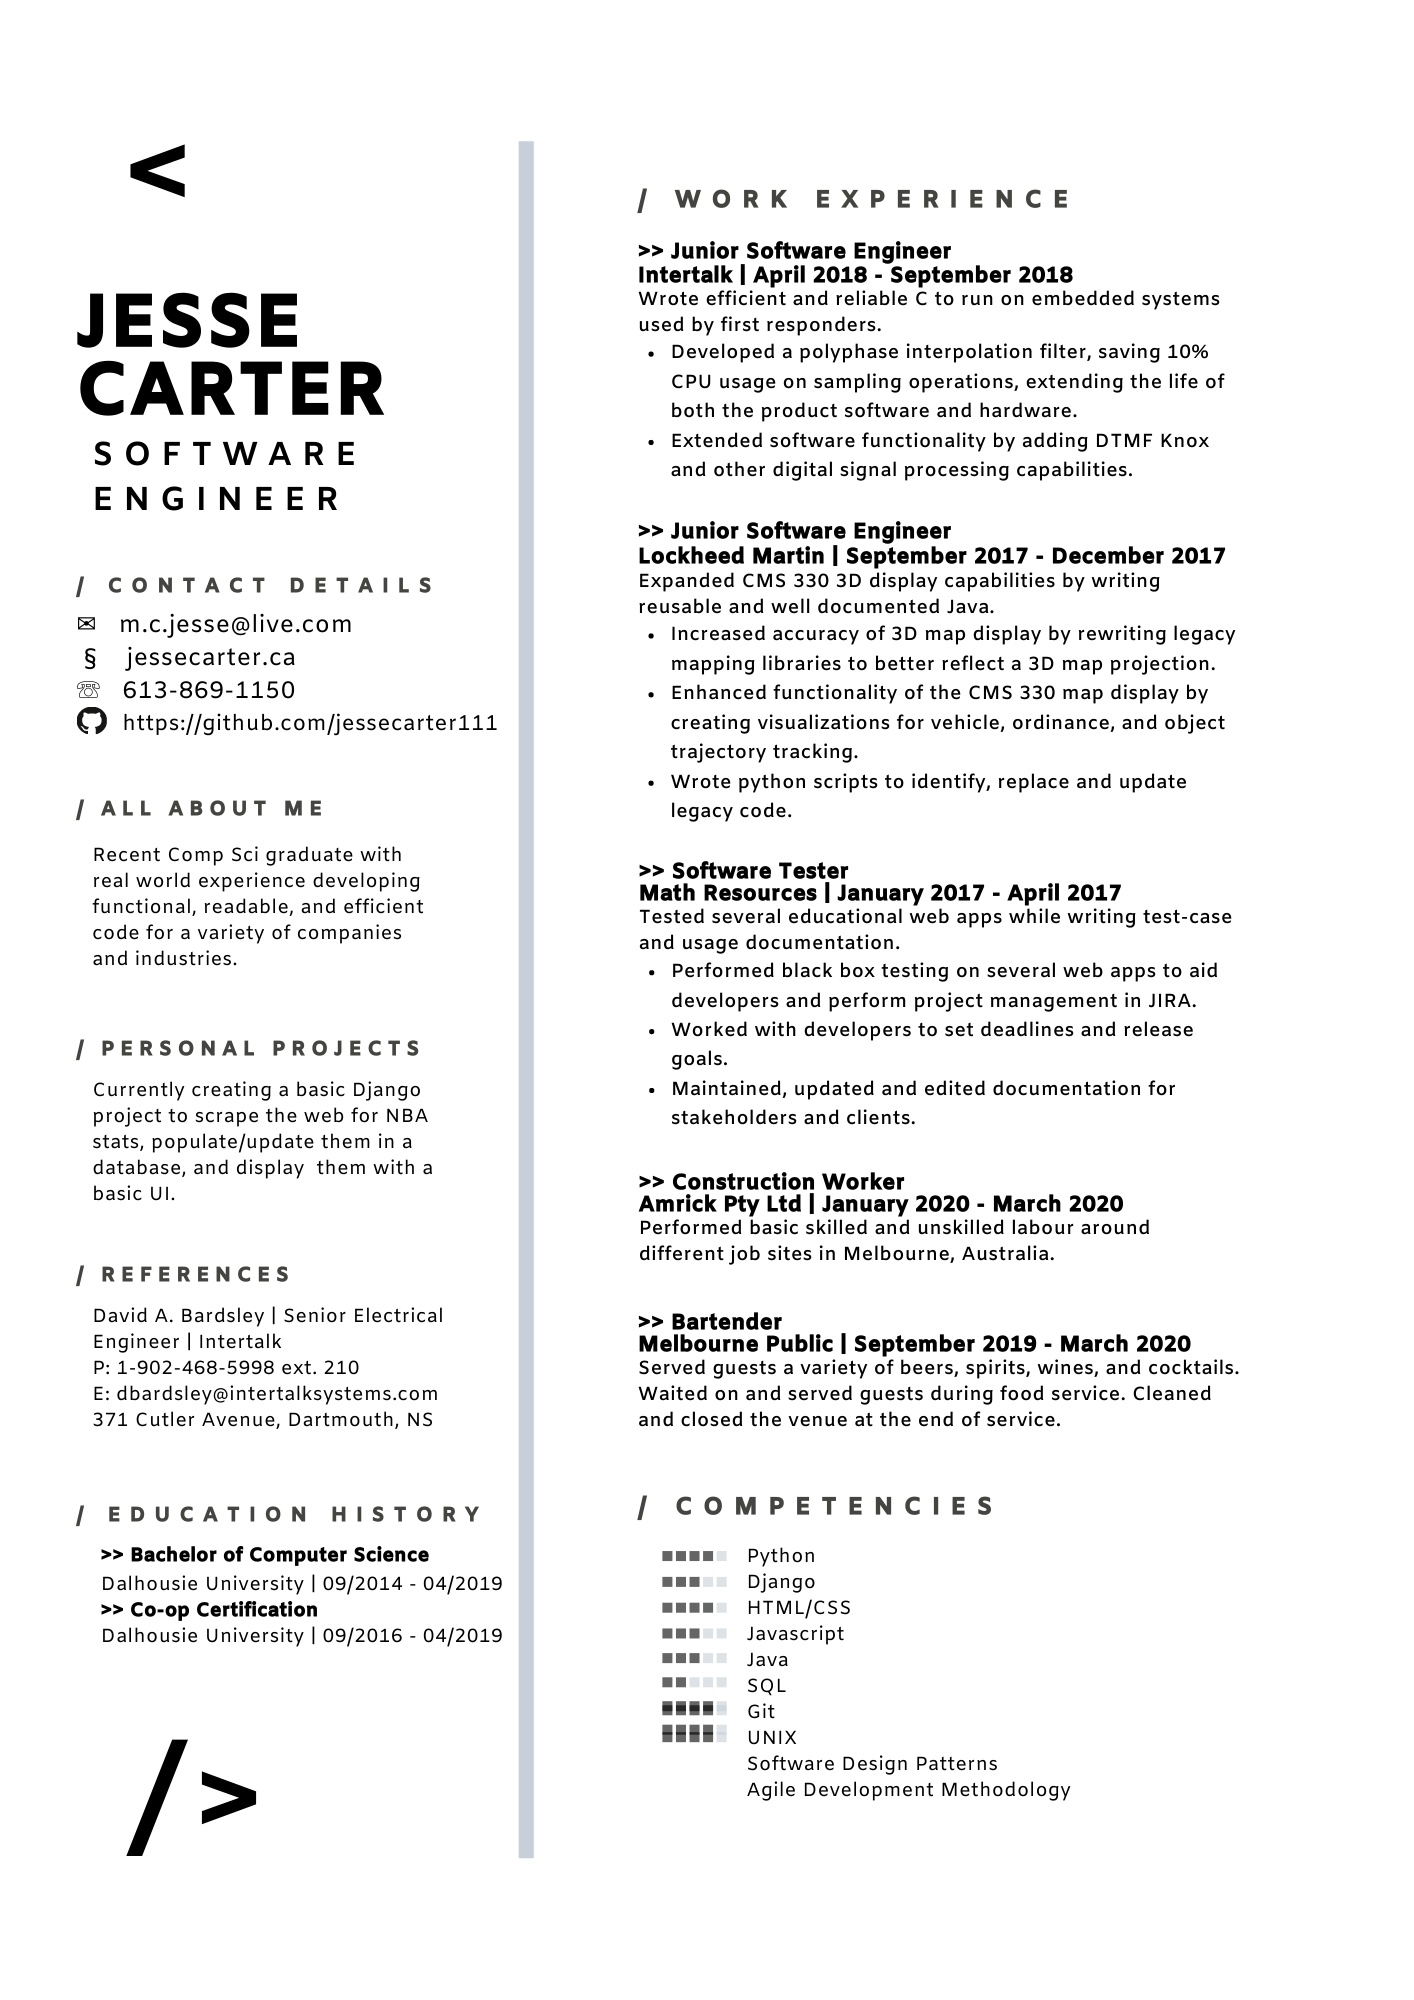 <
JESSE
CARTER
SOFTWARE
ENGINEER
/ CONTACT DETAILS
✉ m.c.jesse@live.com
§ jessecarter.ca
☏ 613-869-1150
https://github.com/jessecarter111
/ ALL ABOUT ME
Recent Comp Sci graduate with
real world experience developing
functional, readable, and efficient
code for a variety of companies
and industries.
/ PERSONAL PROJECTS
Currently creating a basic Django
project to scrape the web for NBA
stats, populate/update them in a
database, and display  them with a
basic UI.
/ REFERENCES
David A. Bardsley | Senior Electrical
Engineer | Intertalk
P: 1-902-468-5998 ext. 210
E: dbardsley@intertalksystems.com
371 Cutler Avenue, Dartmouth, NS
/ EDUCATION HISTORY
>> Bachelor of Computer Science
Dalhousie University | 09/2014 - 04/2019
>> Co-op Certification
Dalhousie University | 09/2016 - 04/2019
/>
/ WORK EXPERIENCE
>> Junior Software Engineer
Intertalk | April 2018 - September 2018
Wrote efficient and reliable C to run on embedded systems
used by first responders.
• Developed a polyphase interpolation filter, saving 10%
CPU usage on sampling operations, extending the life of
both the product software and hardware.
• Extended software functionality by adding DTMF Knox
and other digital signal processing capabilities.
>> Junior Software Engineer
Lockheed Martin | September 2017 - December 2017
Expanded CMS 330 3D display capabilities by writing
reusable and well documented Java.
• Increased accuracy of 3D map display by rewriting legacy
mapping libraries to better reflect a 3D map projection.
• Enhanced functionality of the CMS 330 map display by
creating visualizations for vehicle, ordinance, and object
trajectory tracking.
• Wrote python scripts to identify, replace and update
legacy code.
>> Software Tester
Math Resources | January 2017 - April 2017
Tested several educational web apps while writing test-case
and usage documentation.
• Performed black box testing on several web apps to aid
developers and perform project management in JIRA.
• Worked with developers to set deadlines and release
goals.
• Maintained, updated and edited documentation for
stakeholders and clients.
>> Construction Worker
Amrick Pty Ltd | January 2020 - March 2020
Performed basic skilled and unskilled labour around
different job sites in Melbourne, Australia.
>> Bartender
Melbourne Public | September 2019 - March 2020
Served guests a variety of beers, spirits, wines, and cocktails.
Waited on and served guests during food service. Cleaned
and closed the venue at the end of service.
/ COMPETENCIES
Python
Django
HTML/CSS
Javascript
Java
SQL
Git
UNIX
Software Design Patterns
Agile Development Methodology